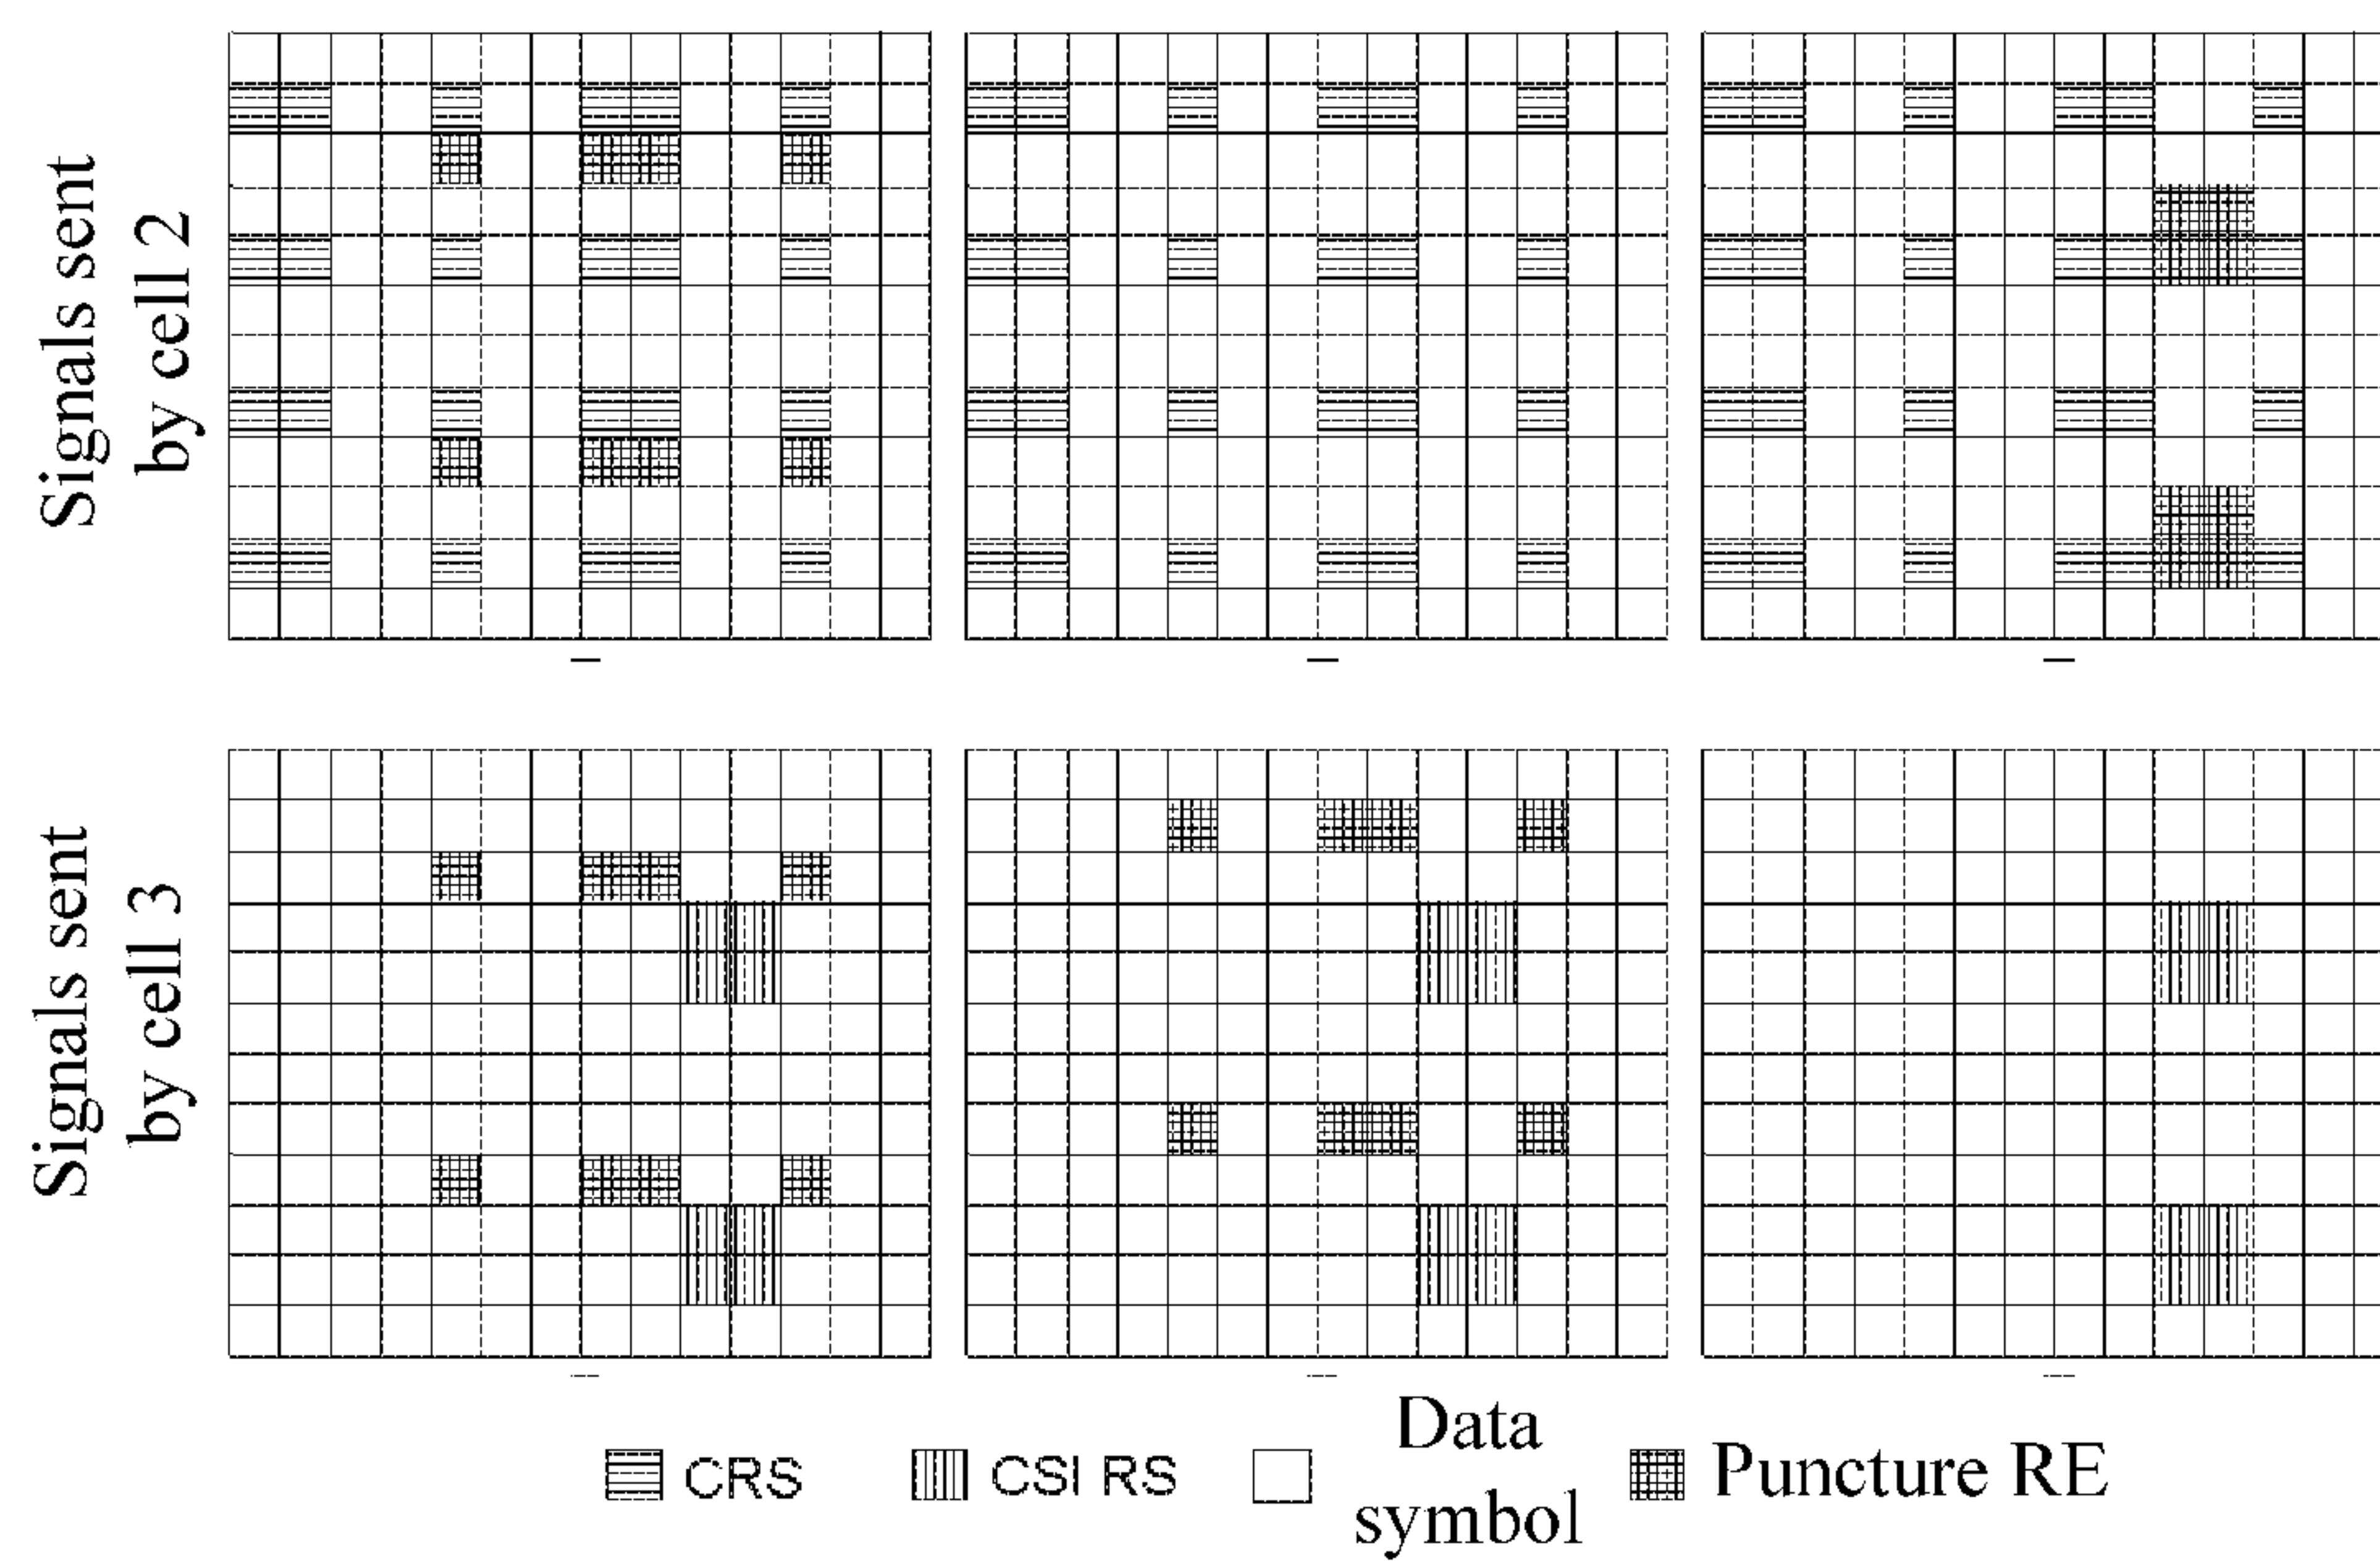 Signals sent
by cell 2
Signals sent
by cell 3
CRS
CSI RS
Data
symbol
Puncture RE